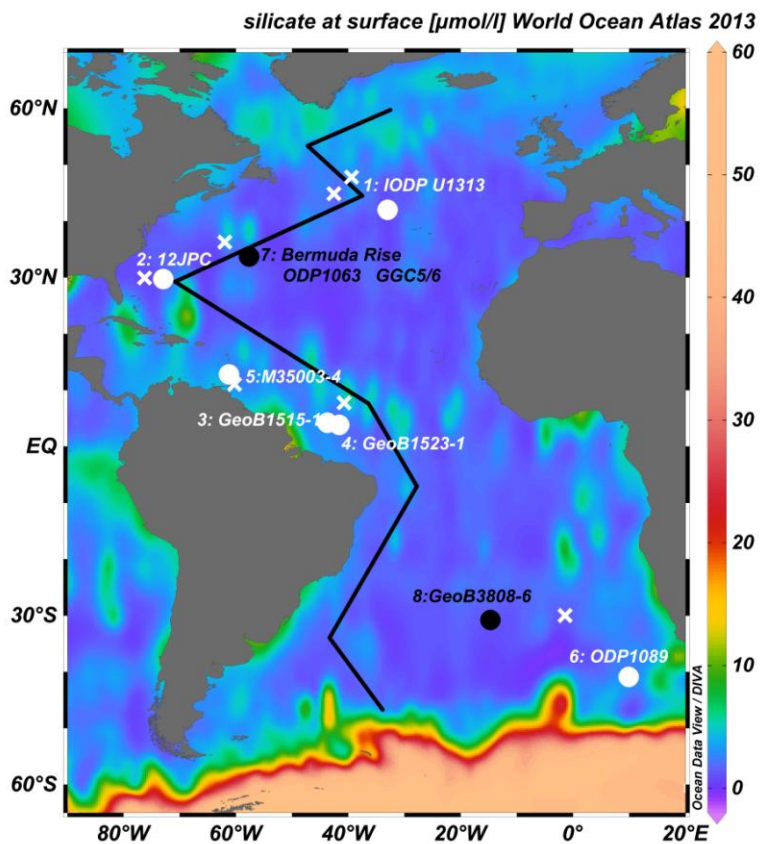 silicate at surface [µmol/l] World Ocean Atlas 2013
60°N
30°N
EQ
30°S
60°S
80°W 60°W 40°W 20°W 0° 20°E
1: IODP U1313
2: 12JPC
7: Bermuda Rise
ODP1063 GGC5/6
5:M35003-4
3: GeoB1515-1
4: GeoB1523-1
8:GeoB3808-6
6: ODP1089
Ocean Data View / DIVA
60
50
40
30
20
10
0